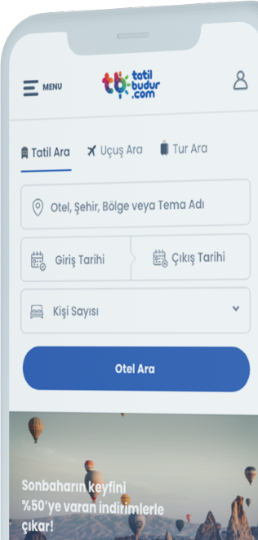 MENU
tb tatil
budur
.com
Tatil Ara
Uçuş Ara
Tur Ara
Otel, Şehir, Bölge veya Tema Adı
Giriş Tarihi
Çıkış Tarihi
Kişi Sayısı
Otel Ara
Sonbaharın keyfini
%50'ye varan indirimlerle
çıkar!